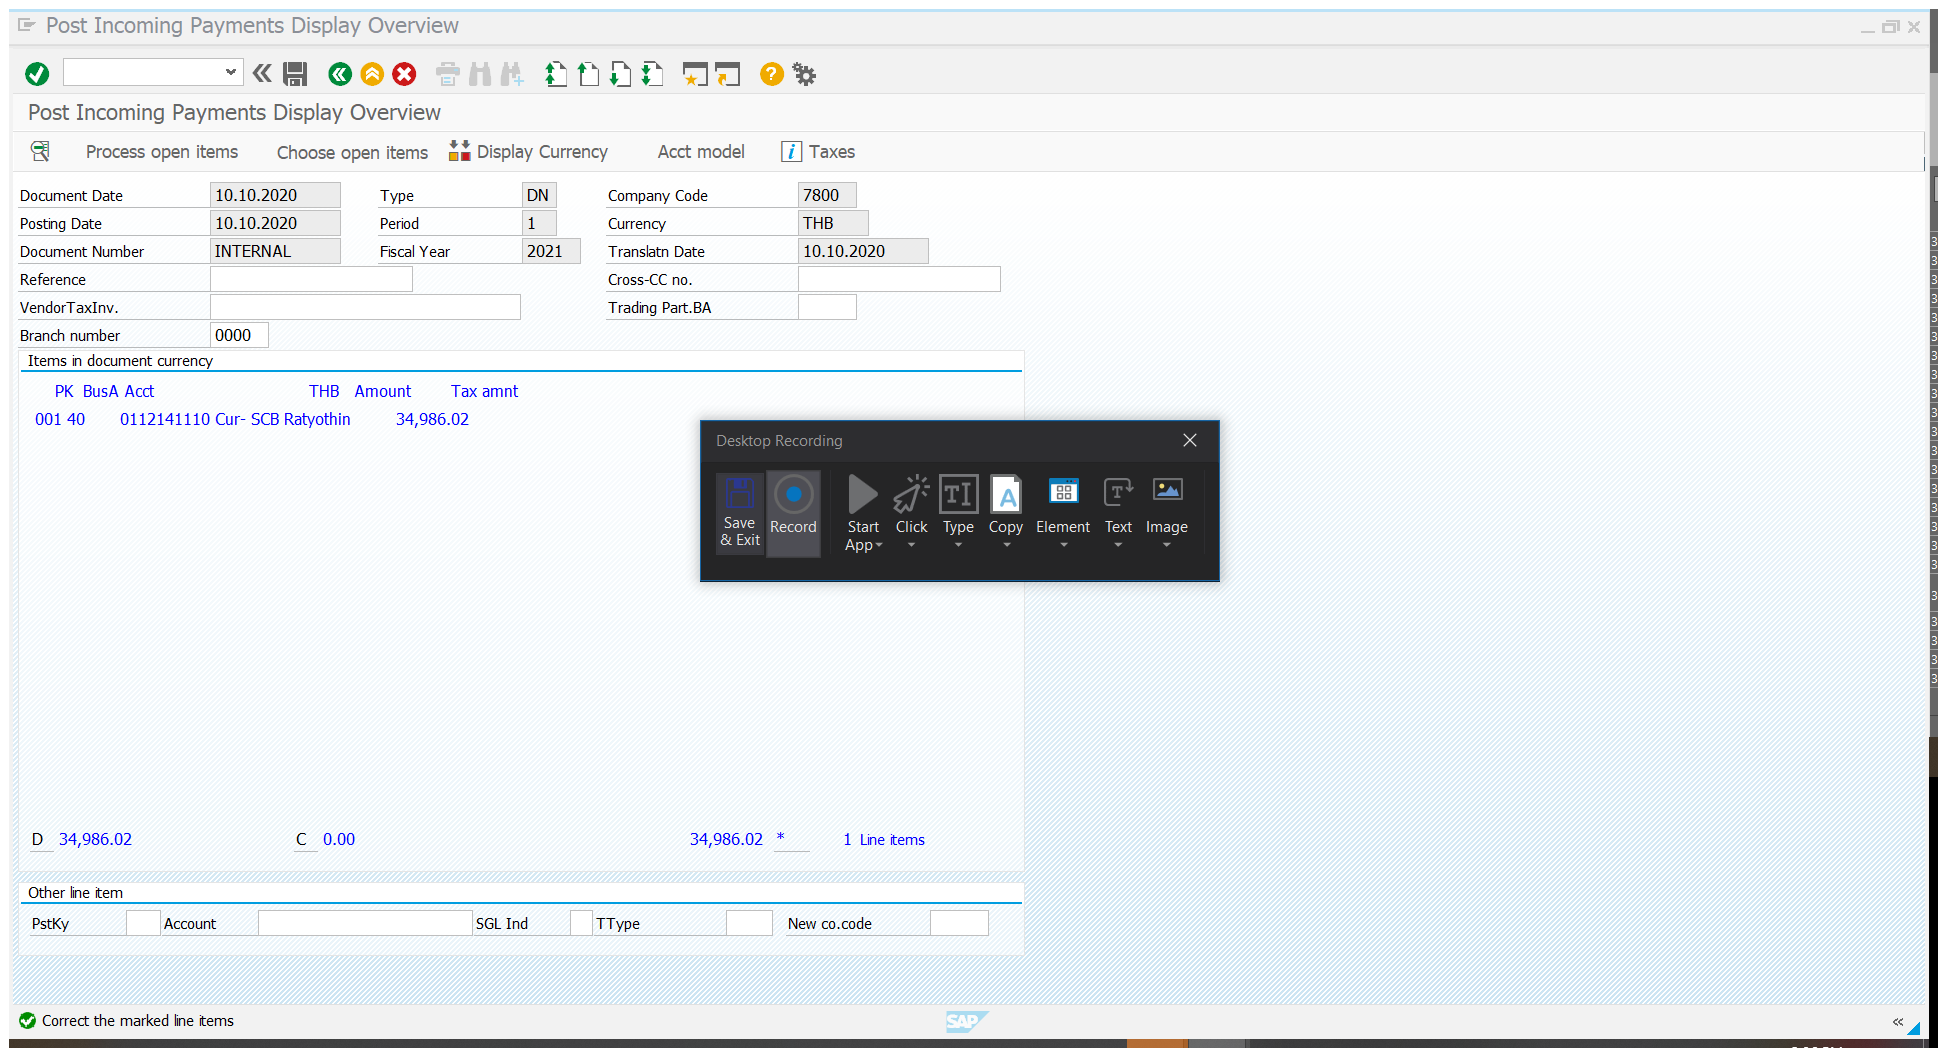 Post Incoming Payments Display Overview
Post Incoming Payments Display Overview
Process open items Choose open items Display Currency Acct model i Taxes
Document Date 10.10.2020 Type DN Company Code 7800
Posting Date 10.10.2020 Period 1 Currency THB
Document Number INTERNAL Fiscal Year 2021 Translatn Date 10.10.2020
Reference Cross-CC no.
VendorTaxInv. Trading Part.BA
Branch number 0000
Items in document currency
PK BusA Acct THB Amount Tax amnt
001 40 0112141110 Cur- SCB Ratyothin 34,986.02
Desktop Recording
Save & Exit Record Start App Click Type Copy Element Text Image
D 34,986.02 C 0.00 34,986.02 * 1 Line items
Other line item
PstKy Account SGL Ind TType New co.code
Correct the marked line items SAP